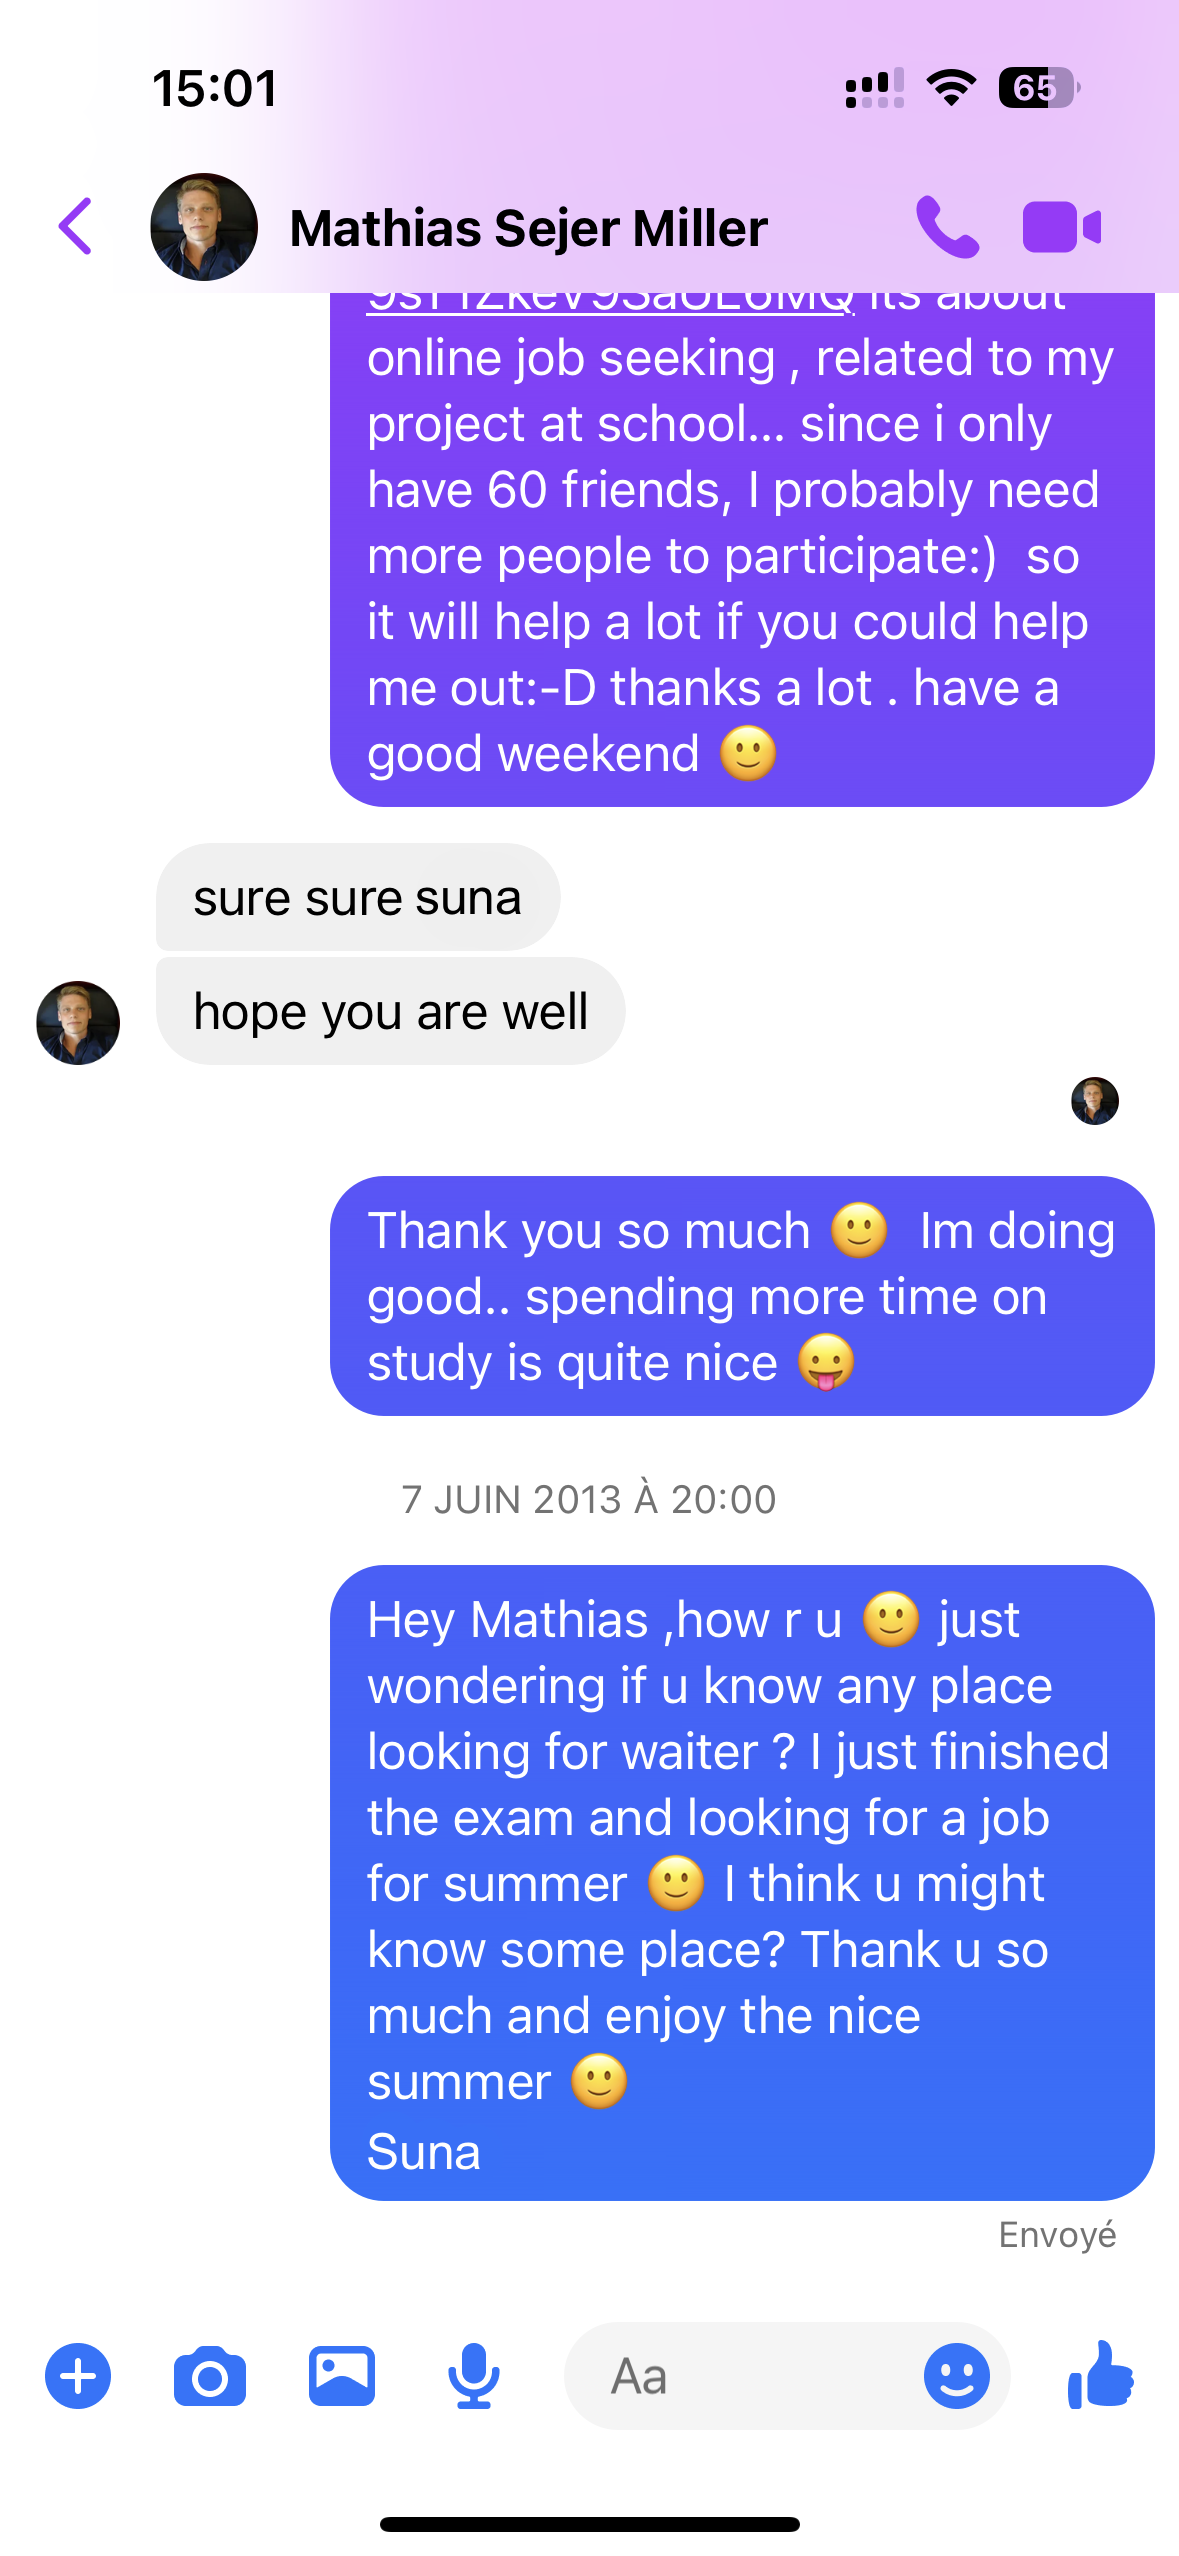 15:01
65
Mathias Sejer Miller
its about
online job seeking , related to my
project at school... since i only
have 60 friends, I probably need
more people to participate:)  so
it will help a lot if you could help
me out:-D thanks a lot . have a
good weekend 🙂
sure sure suna
hope you are well
Thank you so much 🙂  Im doing
good.. spending more time on
study is quite nice 😛
7 JUIN 2013 À 20:00
Hey Mathias ,how r u 🙂 just
wondering if u know any place
looking for waiter ? I just finished
the exam and looking for a job
for summer 🙂 I think u might
know some place? Thank u so
much and enjoy the nice
summer 🙂
Suna
Envoyé
Aa